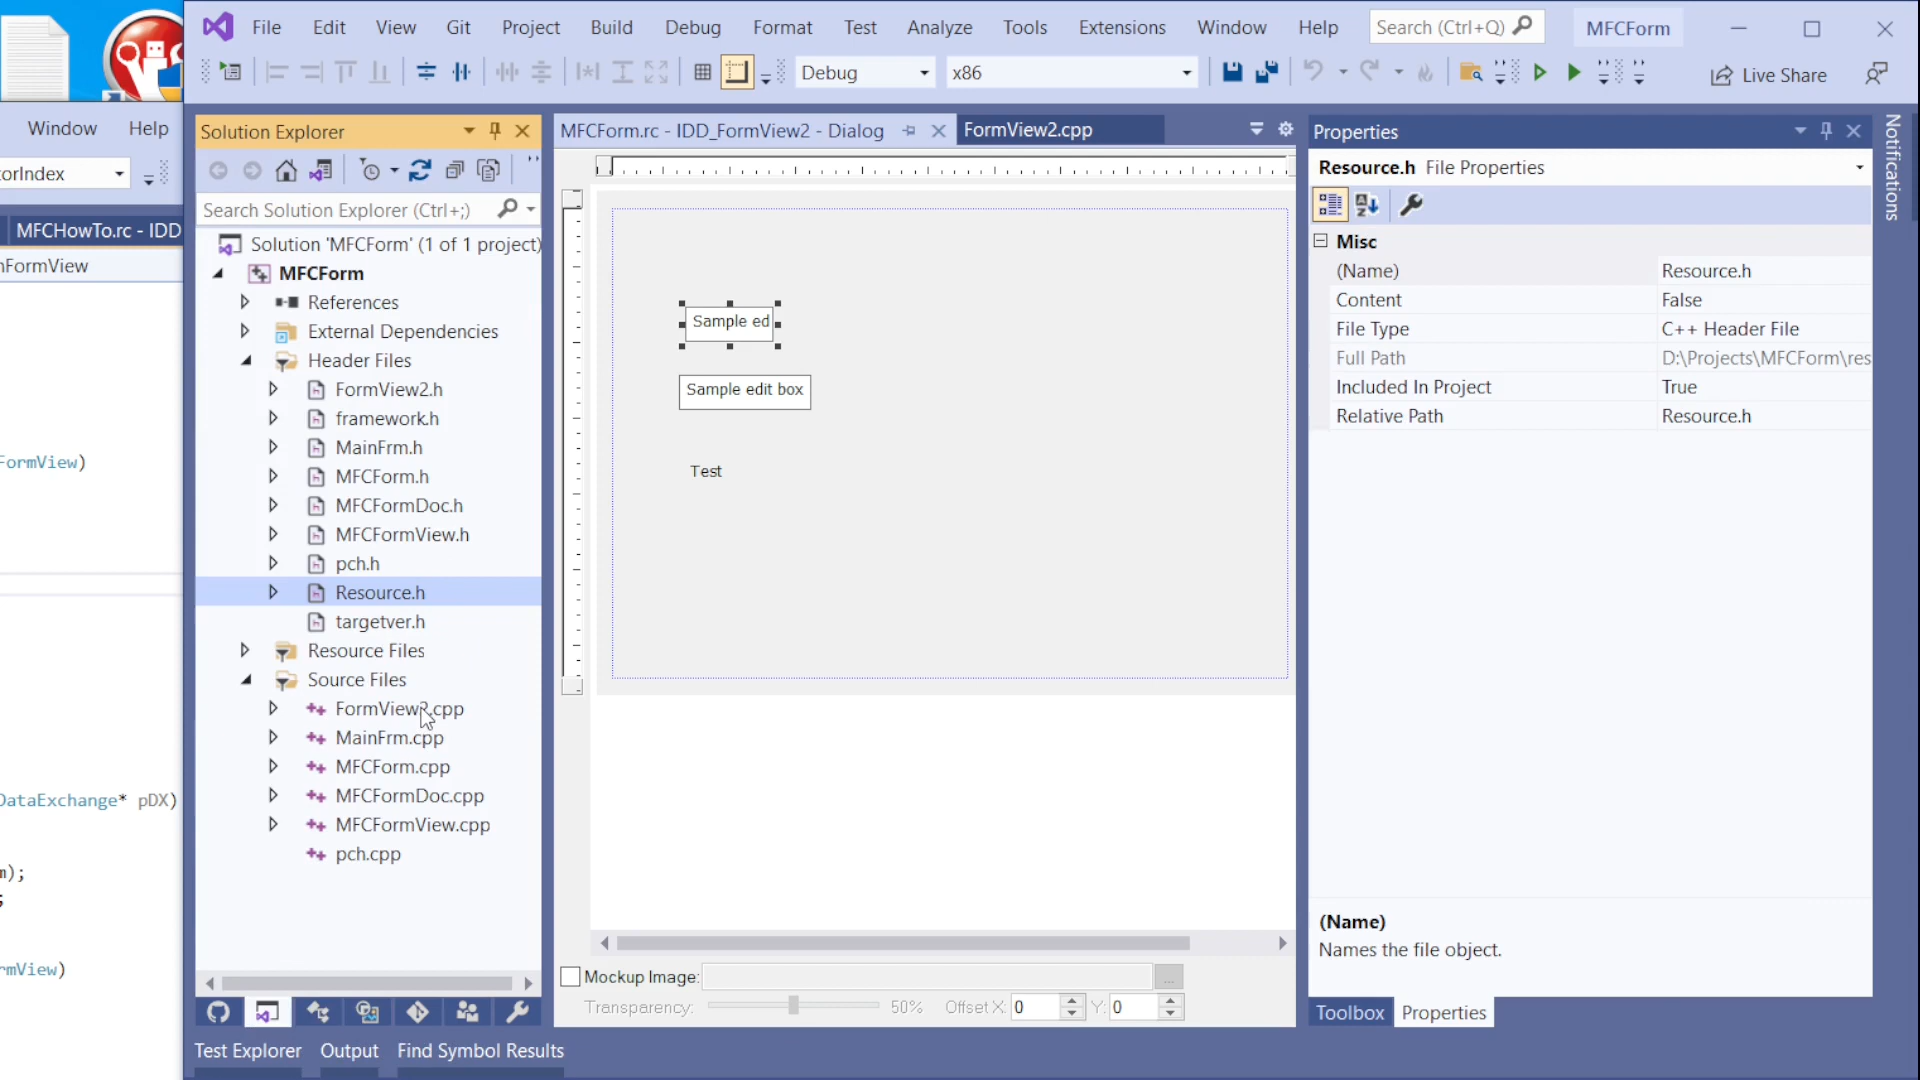 File Edit View Git Project Build Debug Format Test Analyze Tools Extensions Window Help Search (Ctrl+Q) MFCForm
Debug x86 Live Share
Window Help
orIndex
MFCHowTo.rc - IDD
nFormView
FormView)
DataExchange* pDX)
m);
;
rmView)
Solution Explorer
Search Solution Explorer (Ctrl+;)
Solution 'MFCForm' (1 of 1 project)
MFCForm
References
External Dependencies
Header Files
FormView2.h
framework.h
MainFrm.h
MFCForm.h
MFCFormDoc.h
MFCFormView.h
pch.h
Resource.h
targetver.h
Resource Files
Source Files
FormView2.cpp
MainFrm.cpp
MFCForm.cpp
MFCFormDoc.cpp
MFCFormView.cpp
pch.cpp
MFCForm.rc - IDD_FormView2 - Dialog FormView2.cpp
Sample ed
Sample edit box
Test
Mockup Image: ...
Transparency: 50% Offset X: 0 Y: 0
Properties
Resource.h File Properties
Misc
(Name) Resource.h
Content False
File Type C++ Header File
Full Path D:\Projects\MFCForm\res
Included In Project True
Relative Path Resource.h
(Name)
Names the file object.
Toolbox Properties
Notifications
Test Explorer Output Find Symbol Results